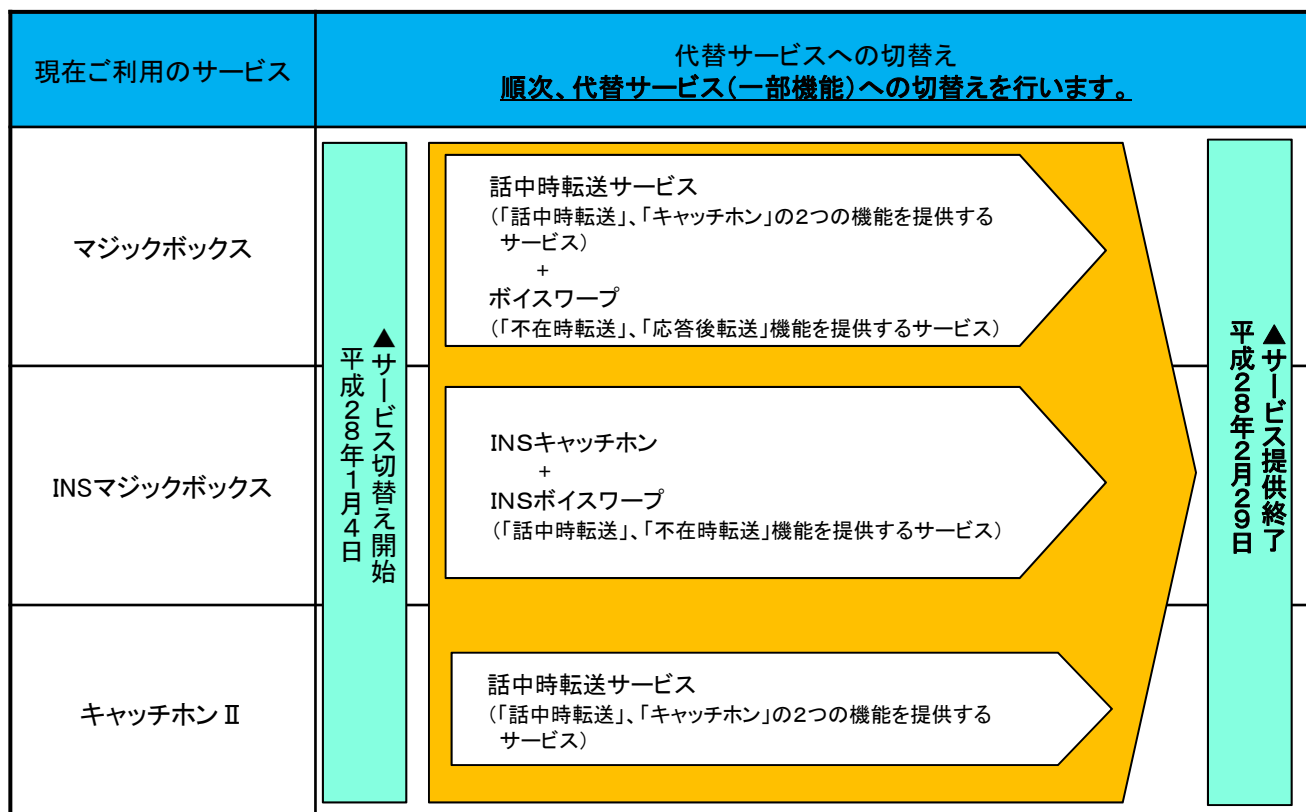 現在ご利用のサービス
代替サービスへの切替え
順次、代替サービス（一部機能）への切替えを行います。
マジックボックス
▲サービス切替え開始
平成２８年１月４日
話中時転送サービス
（「話中時転送」、「キャッチホン」の２つの機能を提供する
サービス）
+
ボイスワープ
（「不在時転送」、「応答後転送」機能を提供するサービス）
▲サービス提供終了
平成２８年２月２９日
INSマジックボックス
INSキャッチホン
+
INSボイスワープ
（「話中時転送」、「不在時転送」機能を提供するサービス）
キャッチホンⅡ
話中時転送サービス
（「話中時転送」、「キャッチホン」の２つの機能を提供する
サービス）